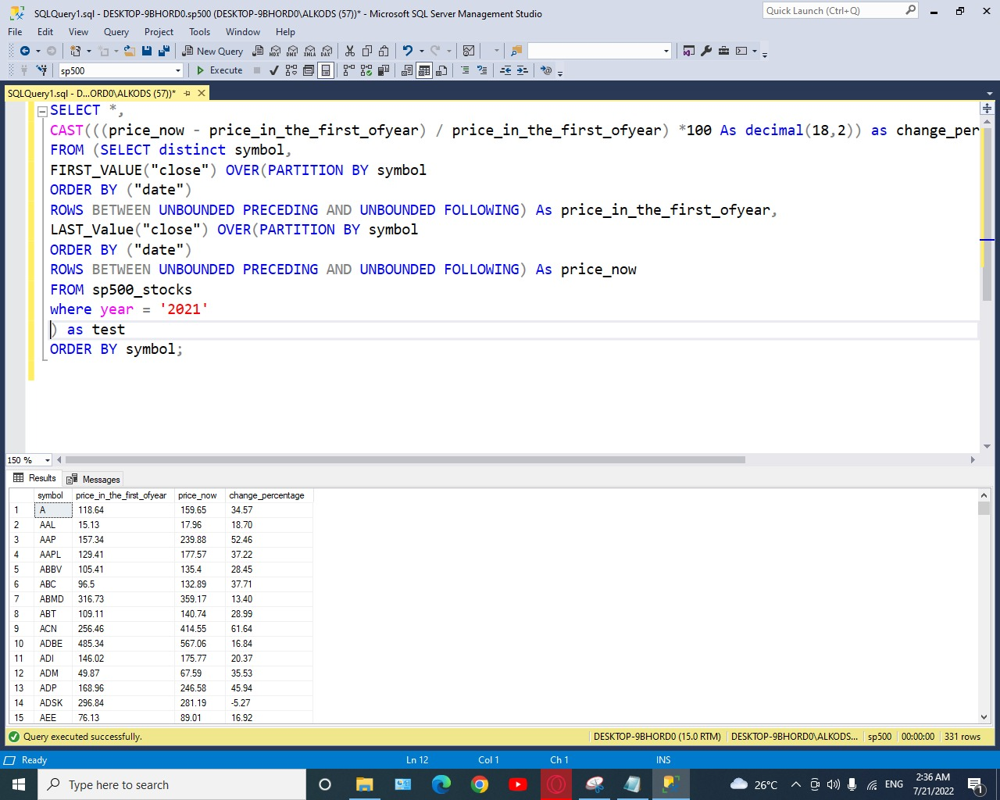 SQLQuery1.sql - DESKTOP-9BHORD0.sp500 (DESKTOP-9BHORD0\ALKODS (57))* - Microsoft SQL Server Management Studio
Quick Launch (Ctrl+Q)
File Edit View Query Project Tools Window Help
New Query MDX DMX XMLA DAX
sp500 Execute
SQLQuery1.sql - D...ORD0\ALKODS (57))*
SELECT *,
CAST(((price_now - price_in_the_first_ofyear) / price_in_the_first_ofyear) *100 As decimal(18,2)) as change_per
FROM (SELECT distinct symbol,
FIRST_VALUE("close") OVER(PARTITION BY symbol
ORDER BY ("date")
ROWS BETWEEN UNBOUNDED PRECEDING AND UNBOUNDED FOLLOWING) As price_in_the_first_ofyear,
LAST_Value("close") OVER(PARTITION BY symbol
ORDER BY ("date")
ROWS BETWEEN UNBOUNDED PRECEDING AND UNBOUNDED FOLLOWING) As price_now
FROM sp500_stocks
where year = '2021'
) as test
ORDER BY symbol;
150 %
Results Messages
symbol price_in_the_first_ofyear price_now change_percentage
1 A 118.64 159.65 34.57
2 AAL 15.13 17.96 18.70
3 AAP 157.34 239.88 52.46
4 AAPL 129.41 177.57 37.22
5 ABBV 105.41 135.4 28.45
6 ABC 96.5 132.89 37.71
7 ABMD 316.73 359.17 13.40
8 ABT 109.11 140.74 28.99
9 ACN 256.46 414.55 61.64
10 ADBE 485.34 567.06 16.84
11 ADI 146.02 175.77 20.37
12 ADM 49.87 67.59 35.53
13 ADP 168.96 246.58 45.94
14 ADSK 296.84 281.19 -5.27
15 AEE 76.13 89.01 16.92
Query executed successfully. DESKTOP-9BHORD0 (15.0 RTM) DESKTOP-9BHORD0\ALKODS... sp500 00:00:00 331 rows
Ready Ln 12 Col 1 Ch 1 INS
Type here to search 26°C ENG 2:36 AM
7/21/2022 1